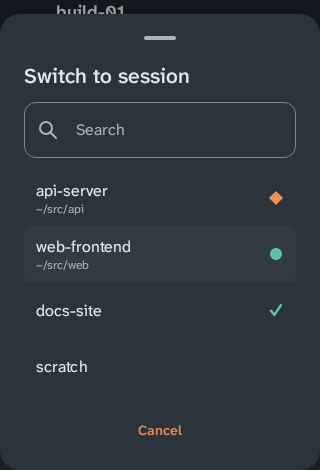 build-01
Switch to session
Search
api-server
~/src/api
web-frontend
~/src/web
docs-site
scratch
Cancel